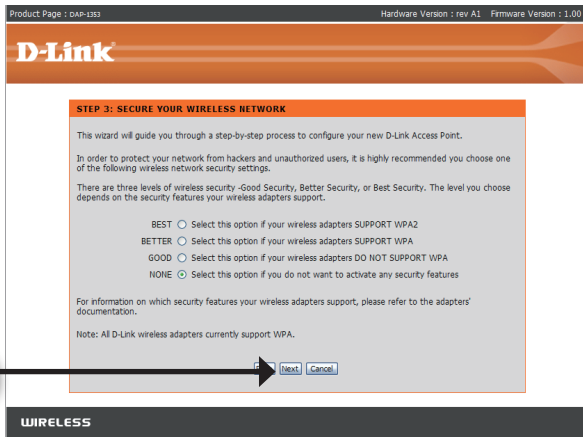 Product Page : DAP-1353 Hardware Version : rev A1 Firmware Version : 1.00
D-Link
STEP 3: SECURE YOUR WIRELESS NETWORK
This wizard will guide you through a step-by-step process to configure your new D-Link Access Point.
In order to protect your network from hackers and unauthorized users, it is highly recommended you choose one
of the following wireless network security settings.
There are three levels of wireless security -Good Security, Better Security, or Best Security. The level you choose
depends on the security features your wireless adapters support.
BEST Select this option if your wireless adapters SUPPORT WPA2
BETTER Select this option if your wireless adapters SUPPORT WPA
GOOD Select this option if your wireless adapters DO NOT SUPPORT WPA
NONE Select this option if you do not want to activate any security features
For information on which security features your wireless adapters support, please refer to the adapters'
documentation.
Note: All D-Link wireless adapters currently support WPA.
Next Cancel
WIRELESS